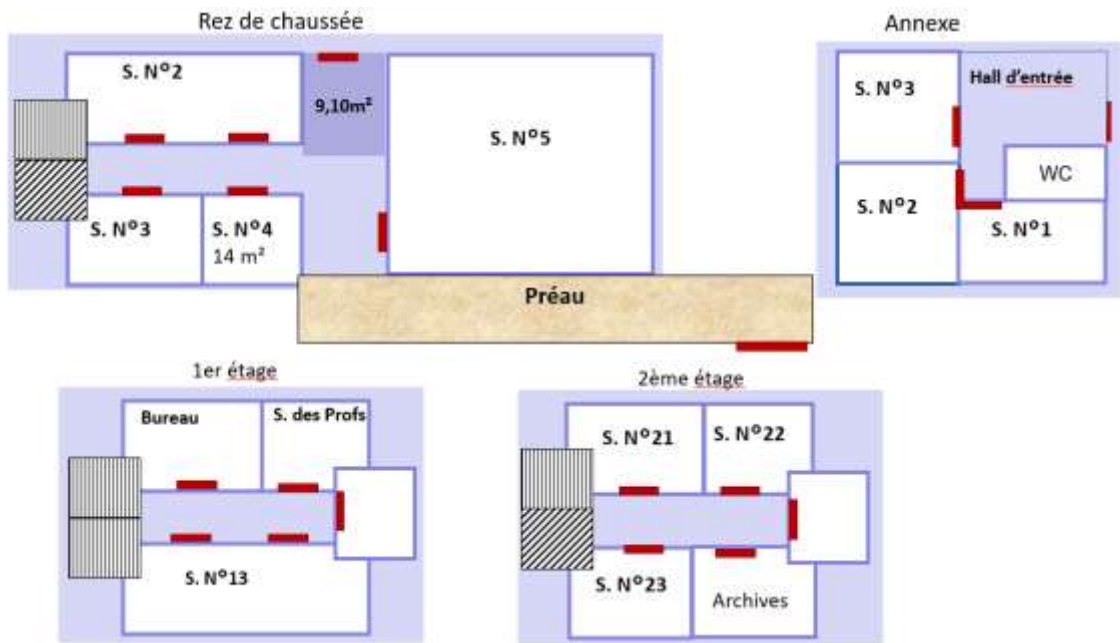 Rez de chaussée
S. N°2
9,10m²
S. N°5
S. N°3
S. N°4
14 m²
Préau
Annexe
S. N°3
Hall d'entrée
WC
S. N°2
S. N°1
1er étage
Bureau
S. des Profs
S. N°13
2ème étage
S. N°21
S. N°22
S. N°23
Archives